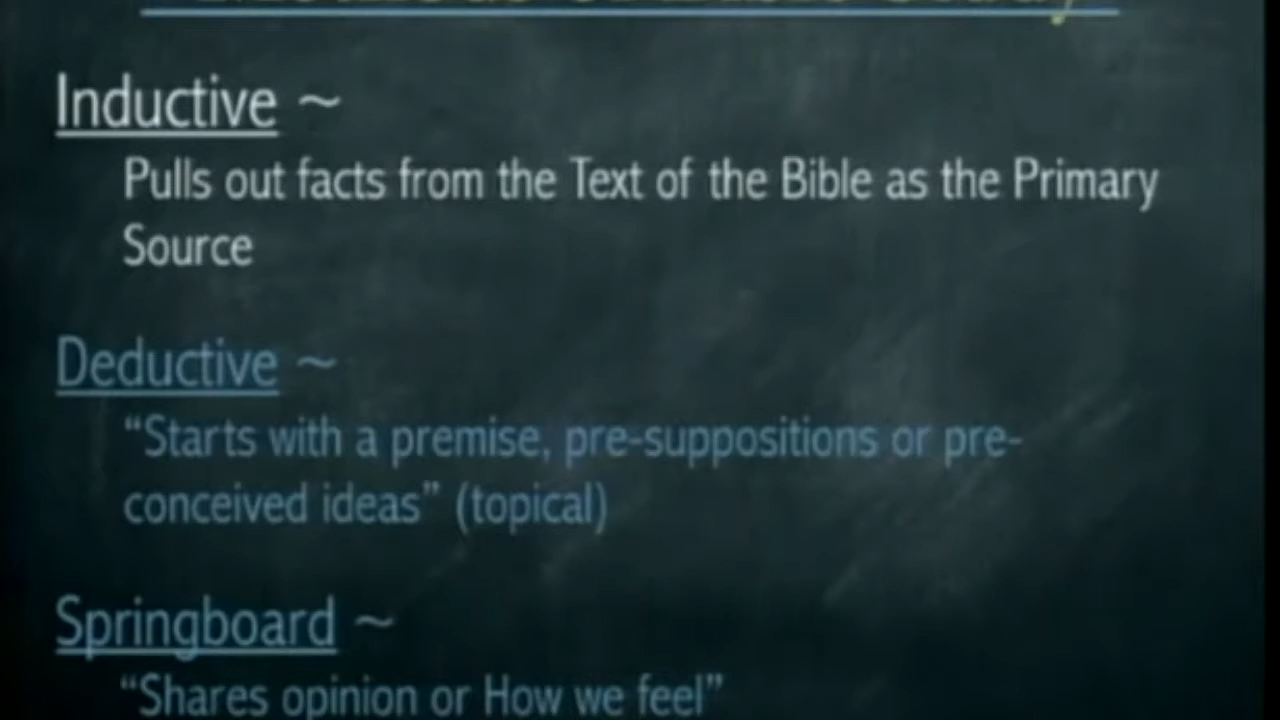 Inductive ~
Pulls out facts from the Text of the Bible as the Primary
Source
Deductive ~
“Starts with a premise, pre-suppositions or pre-
conceived ideas” (topical)
Springboard ~
“Shares opinion or How we feel”